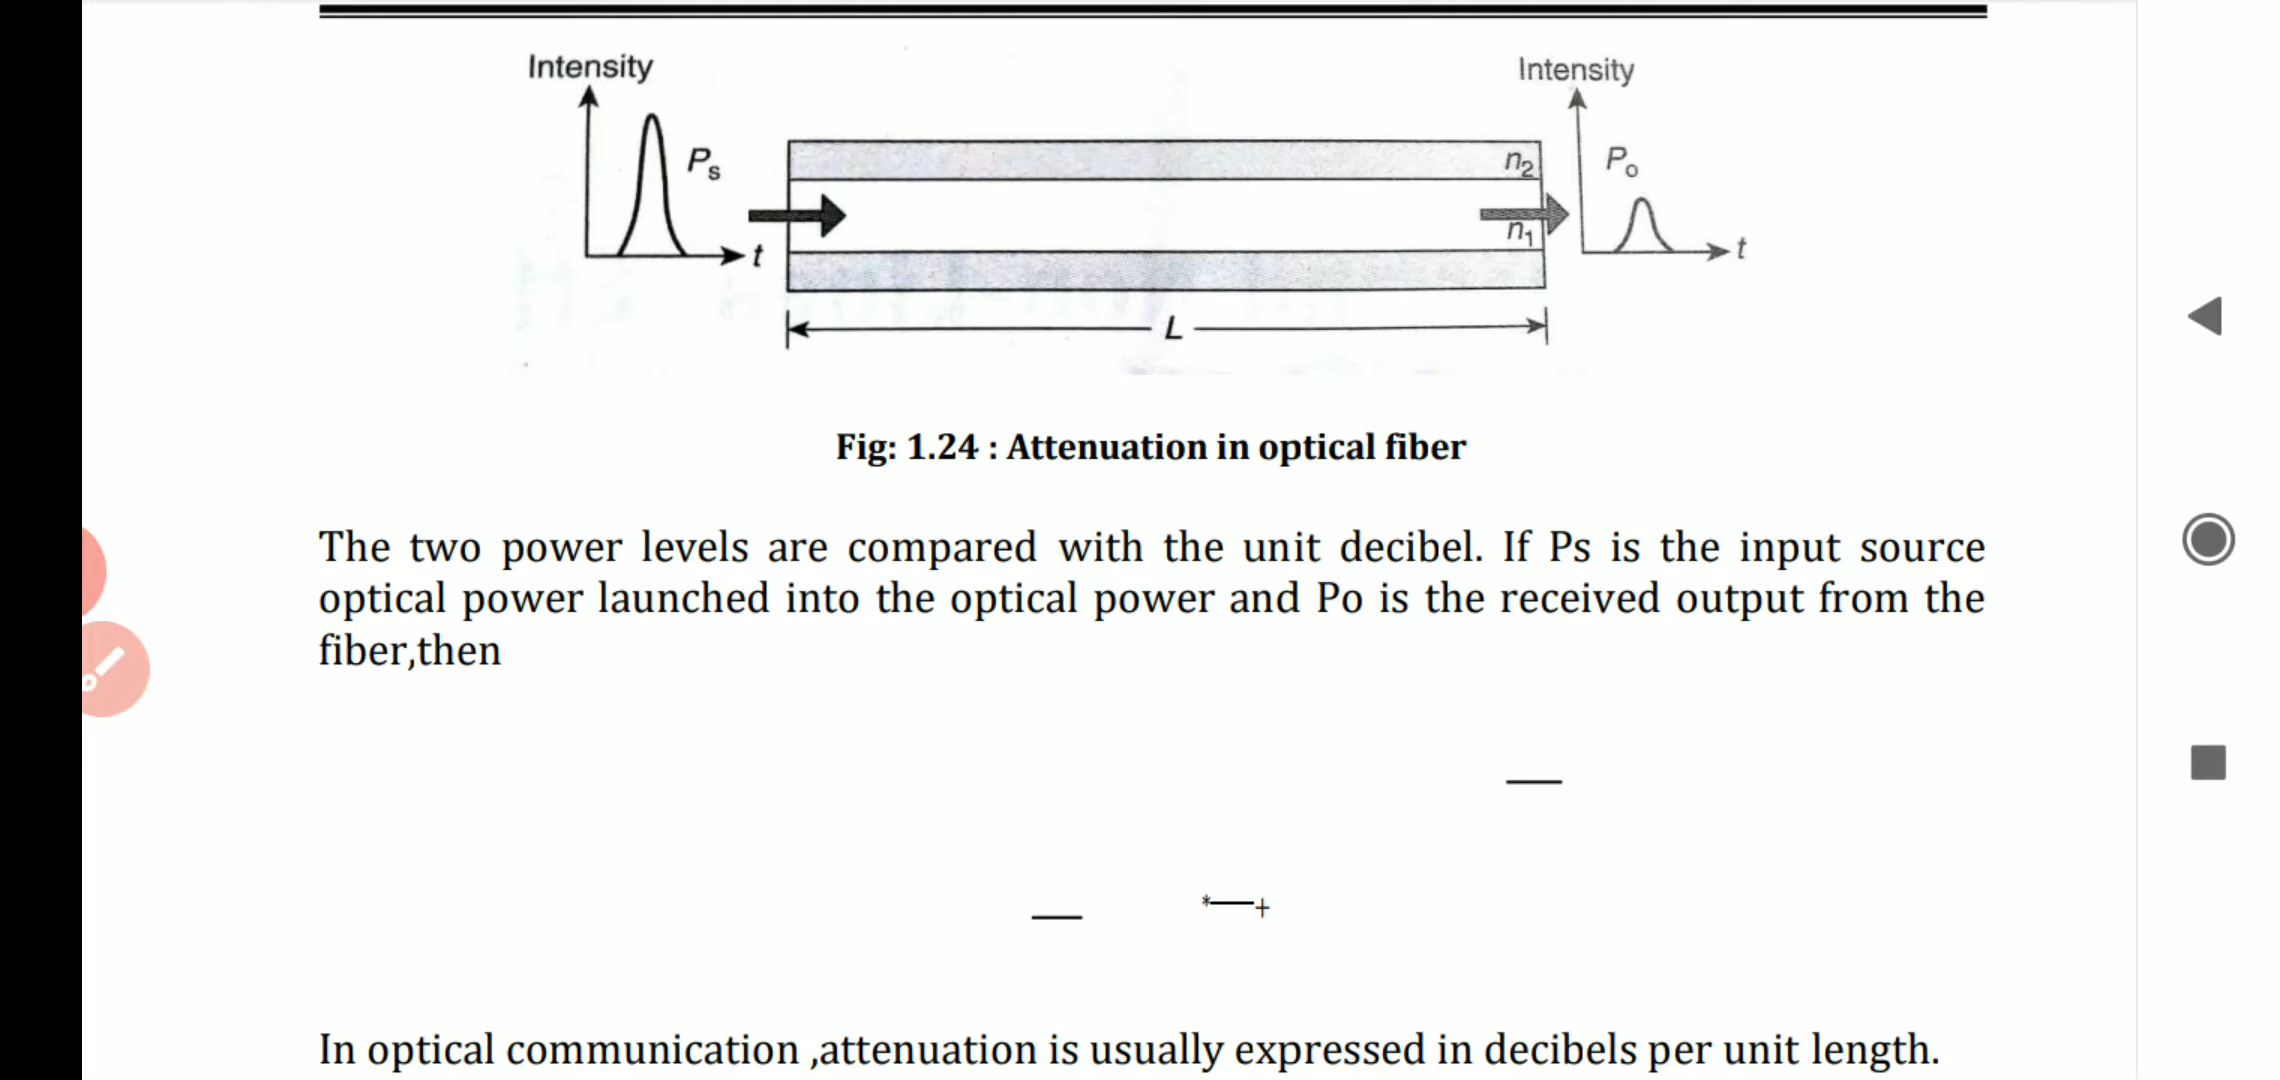 Intensity
Intensity
Ps
n2
Po
n1
t
t
L
Fig: 1.24 : Attenuation in optical fiber
The two power levels are compared with the unit decibel. If Ps is the input source
optical power launched into the optical power and Po is the received output from the
fiber,then
*—+
In optical communication ,attenuation is usually expressed in decibels per unit length.